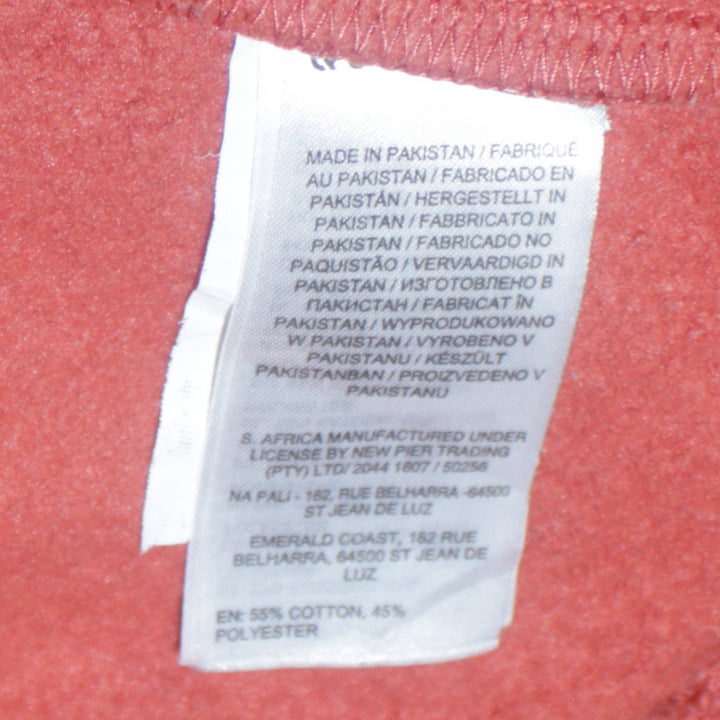 MADE IN PAKISTAN / FABRIQUÉ
AU PAKISTAN / FABRICADO EN
PAKISTÁN / HERGESTELLT IN
PAKISTAN / FABBRICATO IN
PAKISTAN / FABRICADO NO
PAQUISTÃO / VERVAARDIGD IN
PAKISTAN / ИЗГОТОВЛЕНО В
ПАКИСТАН / FABRICAT ÎN
PAKISTAN / WYPRODUKOWANO
W PAKISTAN / VYROBENO V
PAKISTANU / KÉSZÜLT
PAKISTANBAN / PROIZVEDENO V
PAKISTANU
S. AFRICA MANUFACTURED UNDER
LICENSE BY NEW PIER TRADING
(PTY) LTD/ 2044 1807 / 50256
NA PALI - 162, RUE BELHARRA -64500
ST JEAN DE LUZ
EMERALD COAST, 162 RUE
BELHARRA, 64500 ST JEAN DE
LUZ
EN: 55% COTTON, 45%
POLYESTER